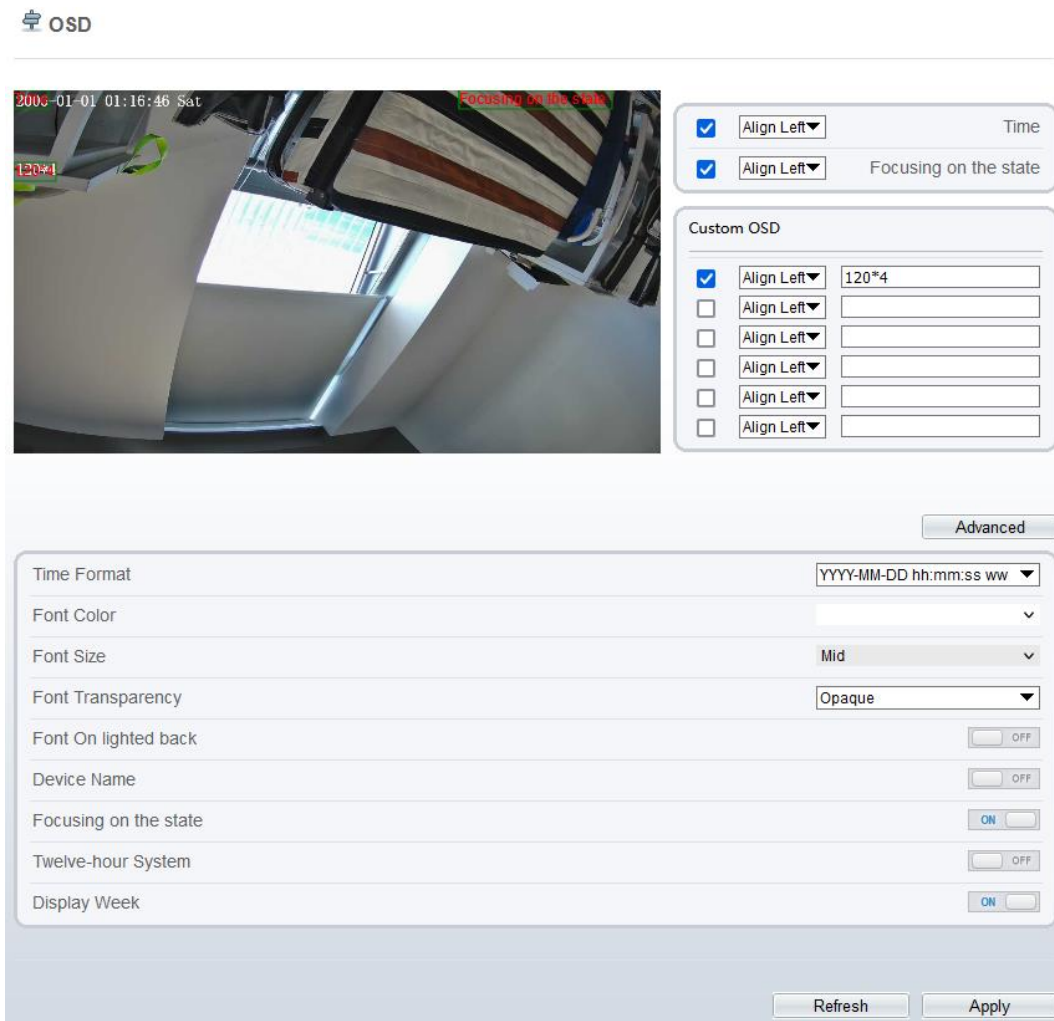 OSD
2000-01-01 01:16:46 Sat
Focusing on the state
120*4
Align Left Time
Align Left Focusing on the state
Custom OSD
Align Left 120*4
Align Left
Align Left
Align Left
Align Left
Align Left
Advanced
Time Format YYYY-MM-DD hh:mm:ss ww
Font Color
Font Size Mid
Font Transparency Opaque
Font On lighted back OFF
Device Name OFF
Focusing on the state ON
Twelve-hour System OFF
Display Week ON
Refresh Apply